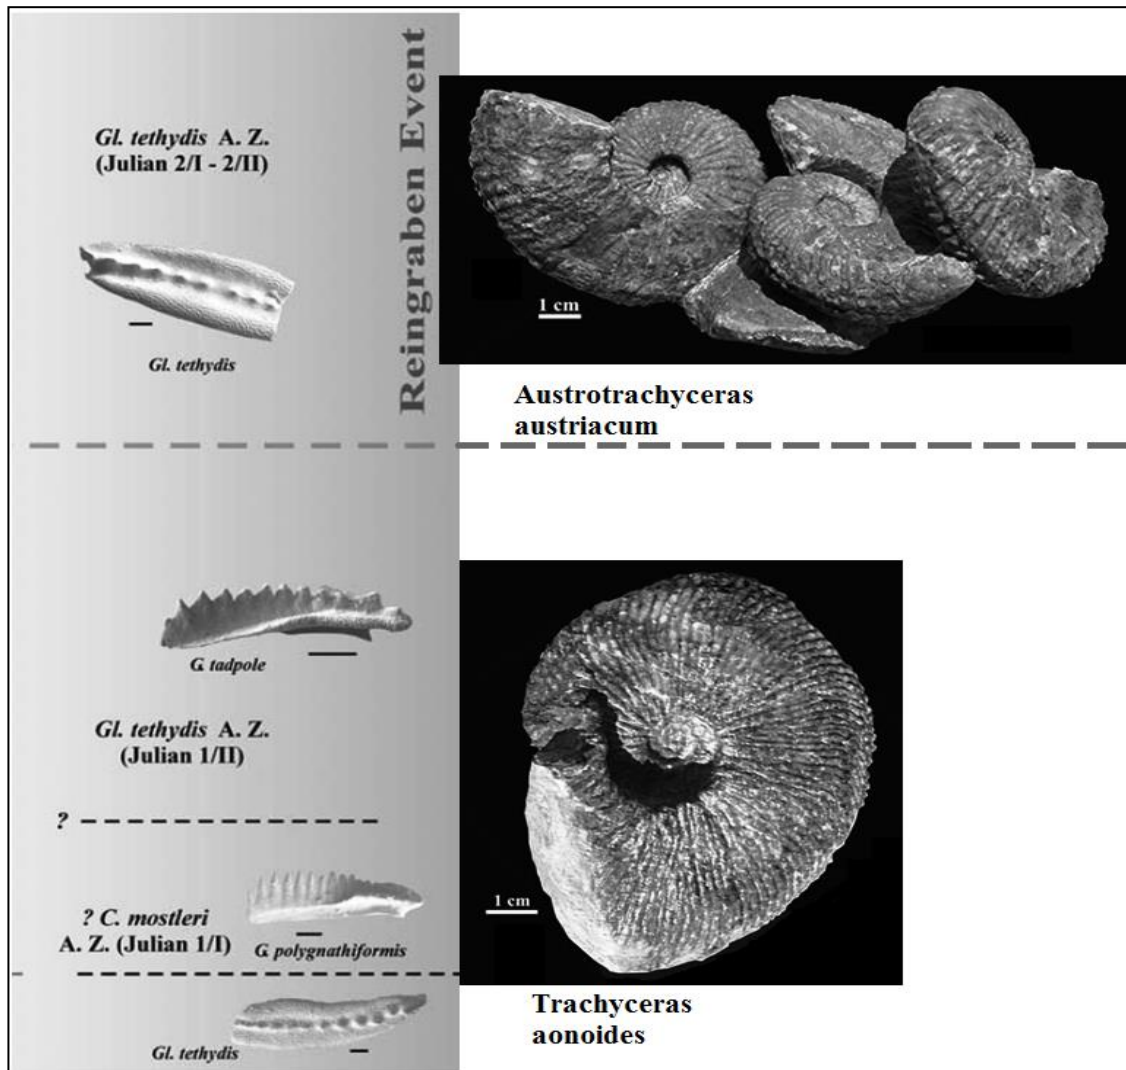 Reingraben Event
Gl. tethydis A. Z.
(Julian 2/I - 2/II)
Gl. tethydis
1 cm
Austrotrachyceras
austriacum
G. tadpole
Gl. tethydis A. Z.
(Julian 1/II)
?
? C. mostleri
A. Z. (Julian 1/I)
G. polygnathiformis
1 cm
Gl. tethydis
Trachyceras
aonoides